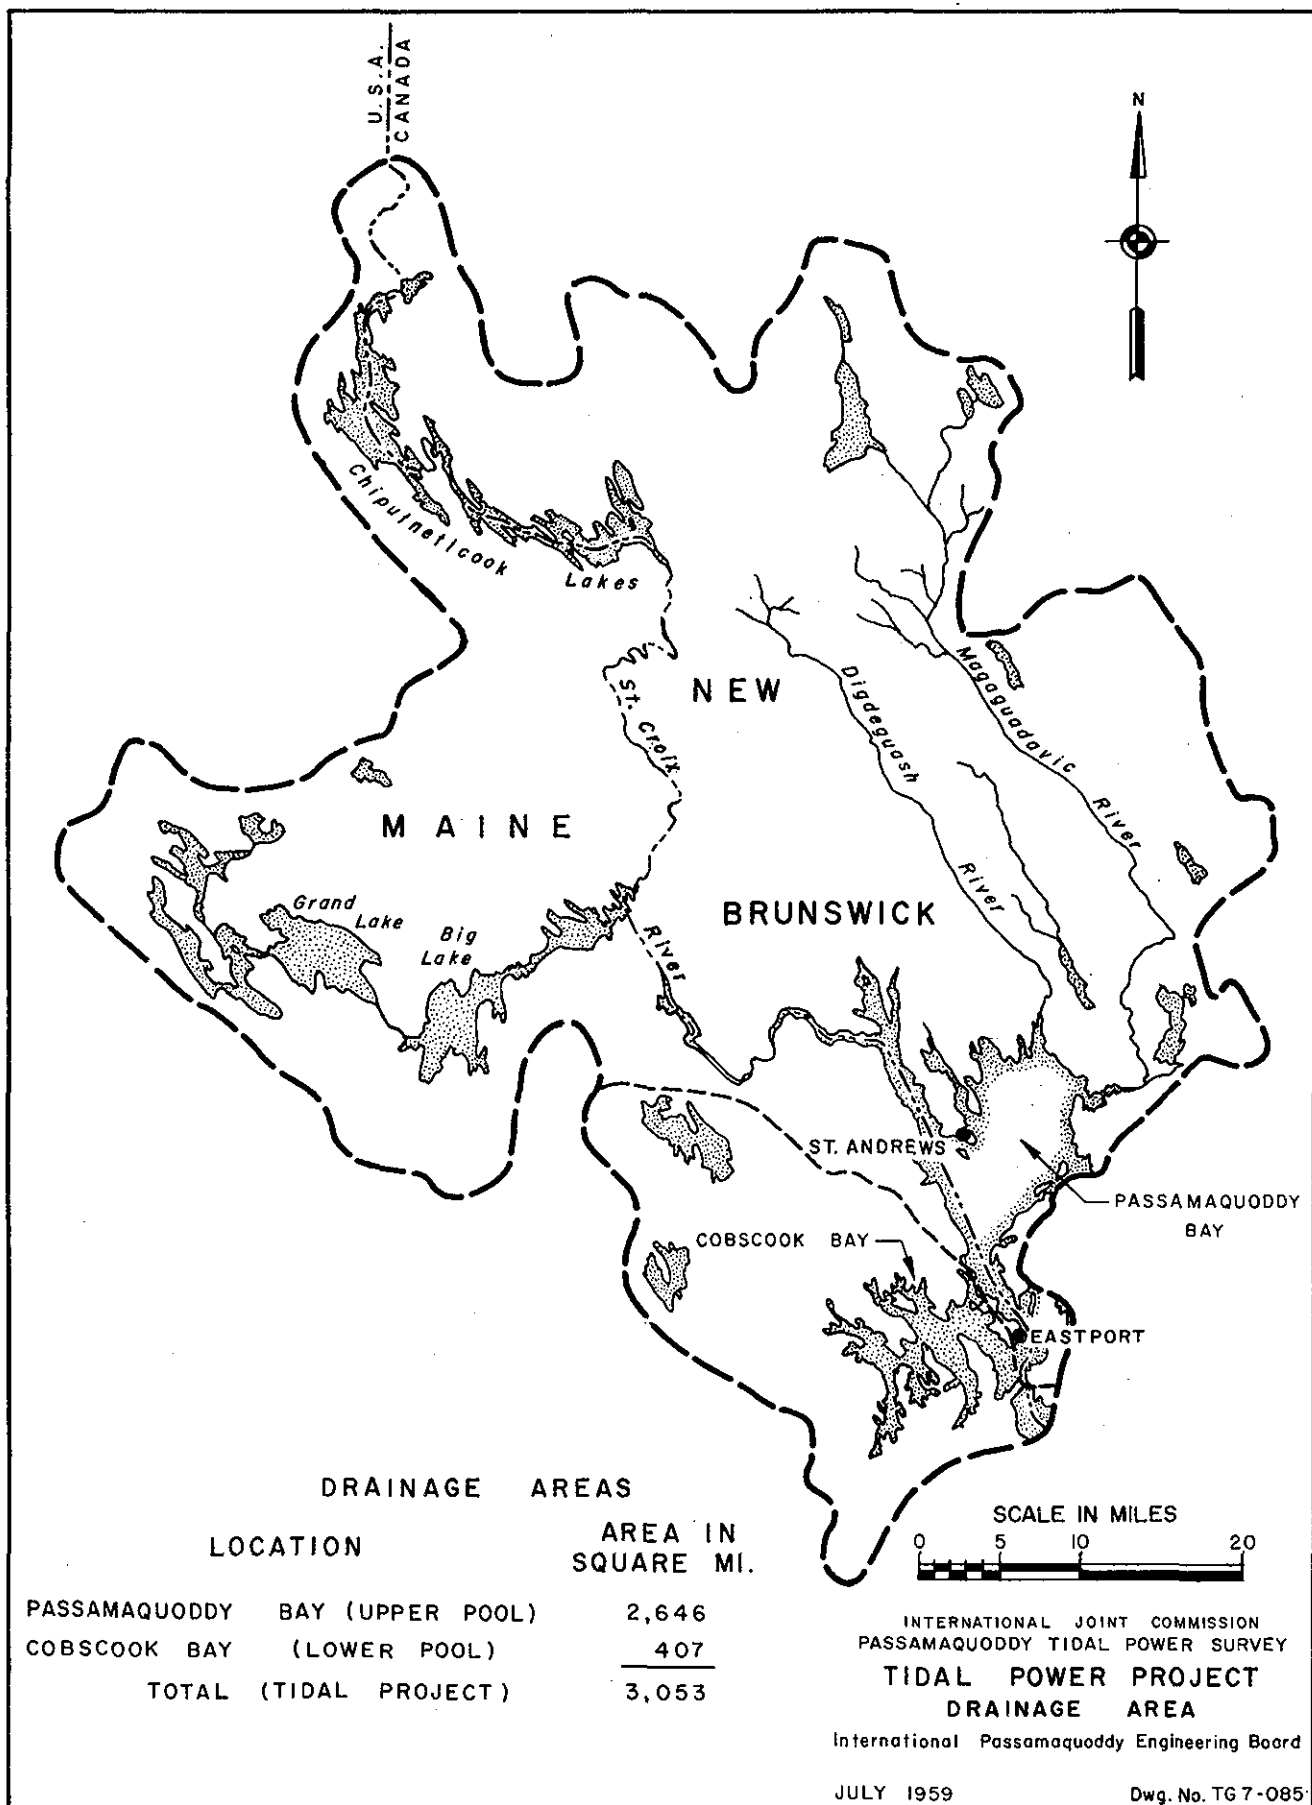 U.S.A.
CANADA
N
Chiputneticook
Lakes
NEW
St. Croix
Digdeguash
River
Magaguadavic
River
MAINE
Grand
Lake
Big
Lake
River
BRUNSWICK
ST. ANDREWS
PASSAMAQUODDY
BAY
COBSCOOK BAY
EASTPORT
DRAINAGE AREAS
LOCATION
AREA IN
SQUARE MI.
PASSAMAQUODDY BAY (UPPER POOL) 2,646
COBSCOOK BAY (LOWER POOL) 407
TOTAL (TIDAL PROJECT) 3,053
SCALE IN MILES
0 5 10 20
INTERNATIONAL JOINT COMMISSION
PASSAMAQUODDY TIDAL POWER SURVEY
TIDAL POWER PROJECT
DRAINAGE AREA
International Passamaquoddy Engineering Board
JULY 1959 Dwg. No. TG 7-085